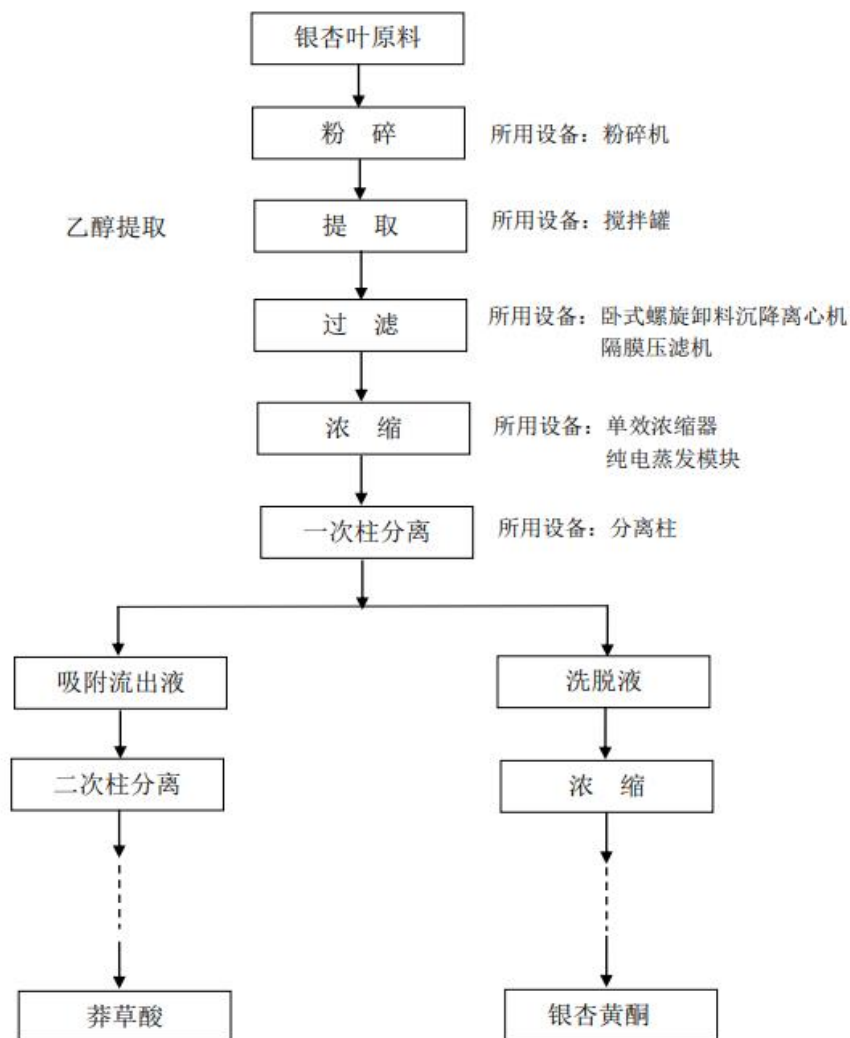 银杏叶原料
粉 碎
所用设备：粉碎机
乙醇提取
提 取
所用设备：搅拌罐
过 滤
所用设备：卧式螺旋卸料沉降离心机
隔膜压滤机
浓 缩
所用设备：单效浓缩器
纯电蒸发模块
一次柱分离
所用设备：分离柱
吸附流出液
洗脱液
二次柱分离
浓 缩
莽草酸
银杏黄酮